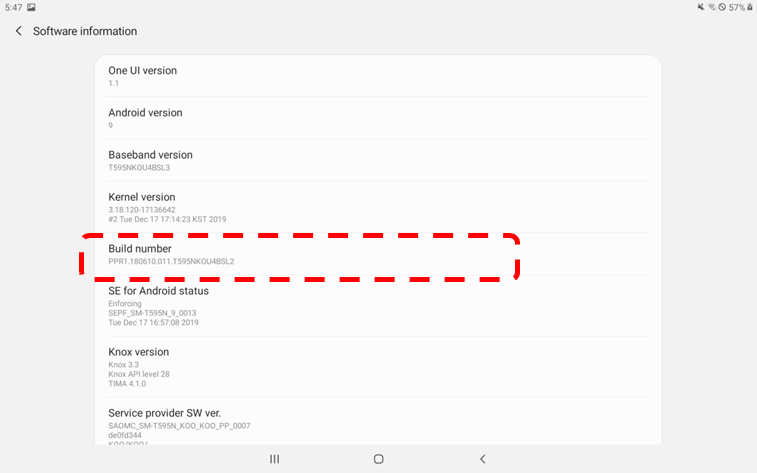 5:47 57%
Software information
One UI version
1.1
Android version
9
Baseband version
T595NKOU4BSL3
Kernel version
3.18.120-17136642
#2 Tue Dec 17 17:14:23 KST 2019
Build number
PPR1.180610.011.T595NKOU4BSL2
SE for Android status
Enforcing
SEPF_SM-T595N_9_0013
Tue Dec 17 16:57:08 2019
Knox version
Knox 3.3
Knox API level 28
TIMA 4.1.0
Service provider SW ver.
SAOMC_SM-T595N_KOO_KOO_PP_0007
de0fd344
KOO/KOO/